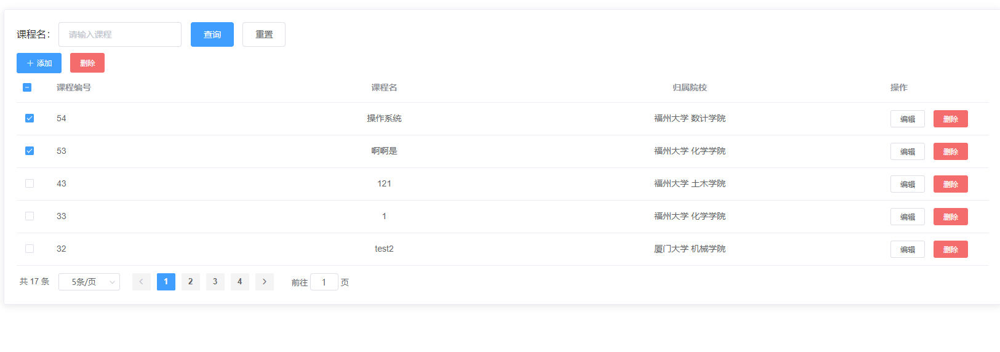 课程名： 请输入课程 查询 重置
＋ 添加 删除
课程编号 课程名 归属院校 操作
54 操作系统 福州大学 数计学院 编辑 删除
53 啊啊是 福州大学 化学学院 编辑 删除
43 121 福州大学 土木学院 编辑 删除
33 1 福州大学 化学学院 编辑 删除
32 test2 厦门大学 机械学院 编辑 删除
共 17 条 5条/页 1 2 3 4 前往 1 页